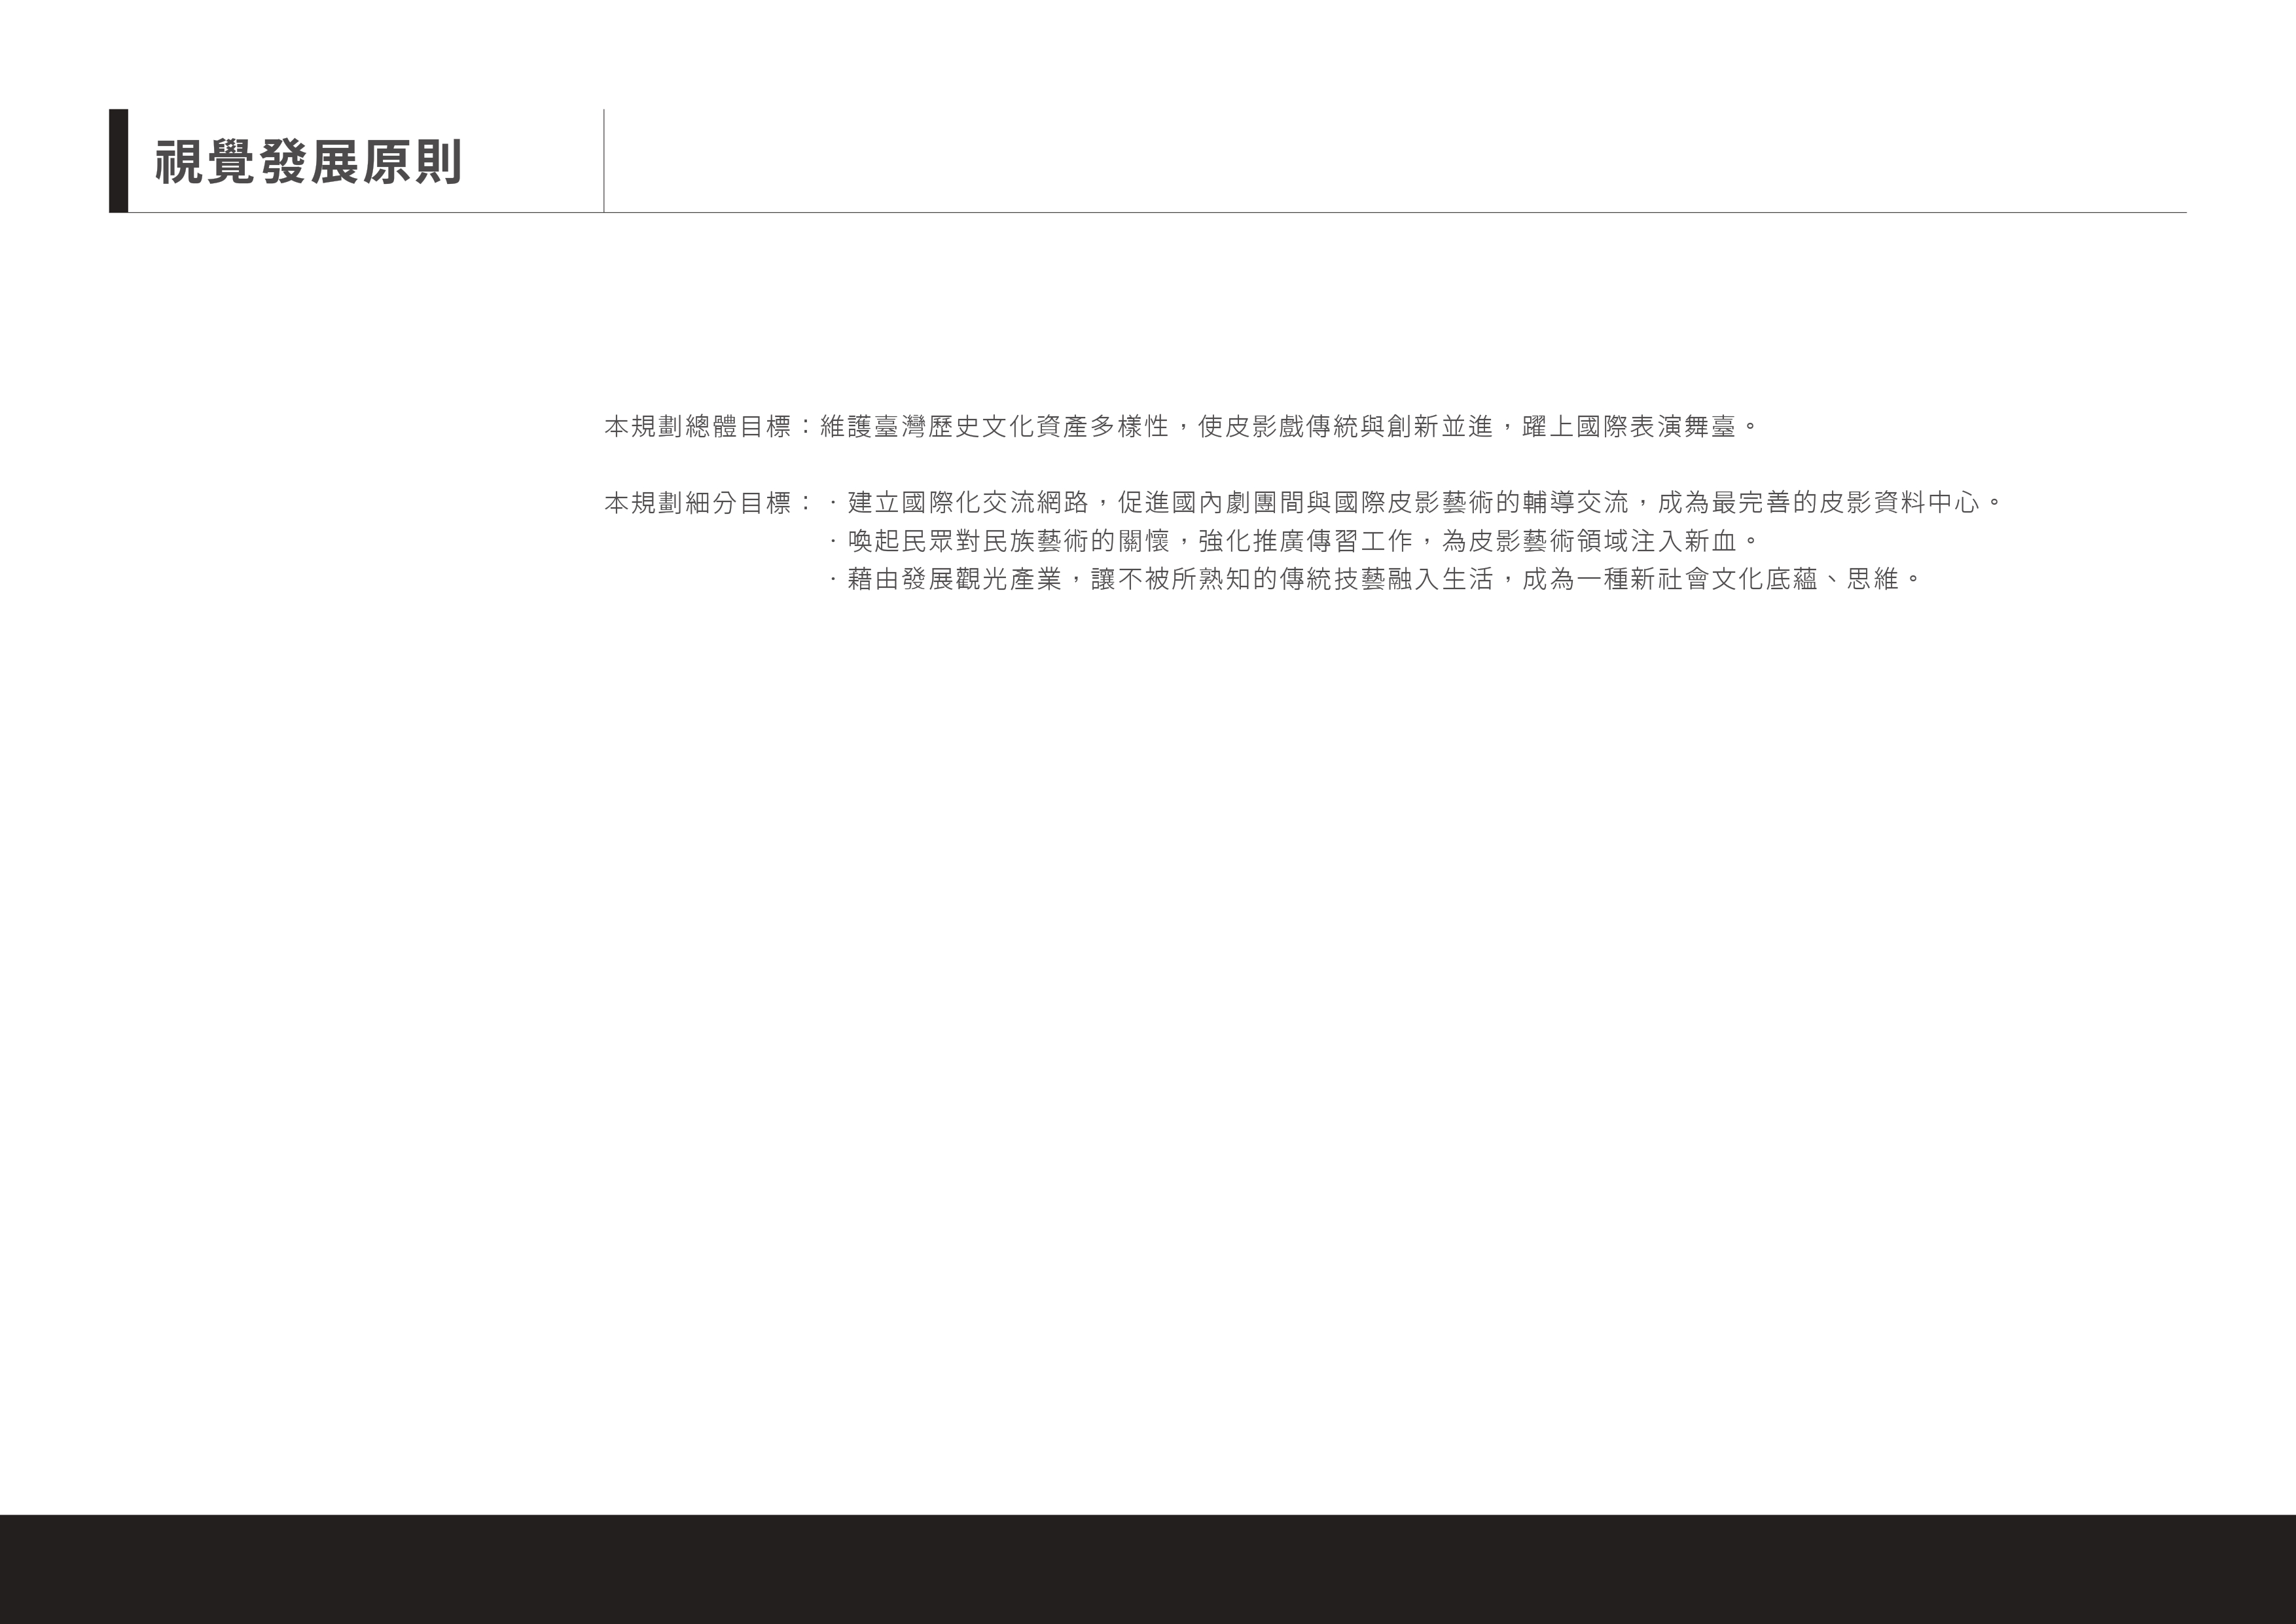 視覺發展原則
本規劃總體目標：維護臺灣歷史文化資產多樣性，使皮影戲傳統與創新並進，躍上國際表演舞臺。
本規劃細分目標：．建立國際化交流網路，促進國內劇團間與國際皮影藝術的輔導交流，成為最完善的皮影資料中心。
．喚起民眾對民族藝術的關懷，強化推廣傳習工作，為皮影藝術領域注入新血。
．藉由發展觀光產業，讓不被所熟知的傳統技藝融入生活，成為一種新社會文化底蘊、思維。